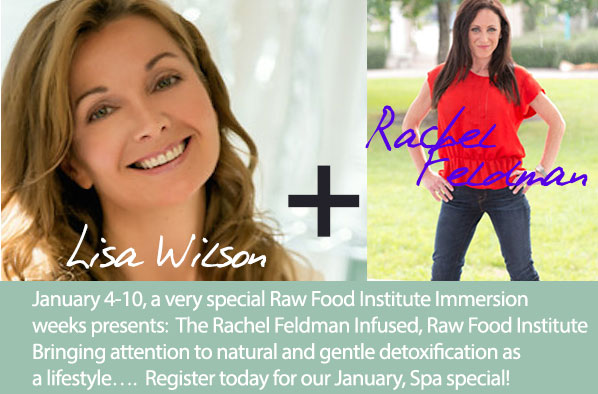 Rachel
Feldman
+
Lisa Wilson
January 4-10, a very special Raw Food Institute Immersion
weeks presents: The Rachel Feldman Infused, Raw Food Institute
Bringing attention to natural and gentle detoxification as
a lifestyle…. Register today for our January, Spa special!